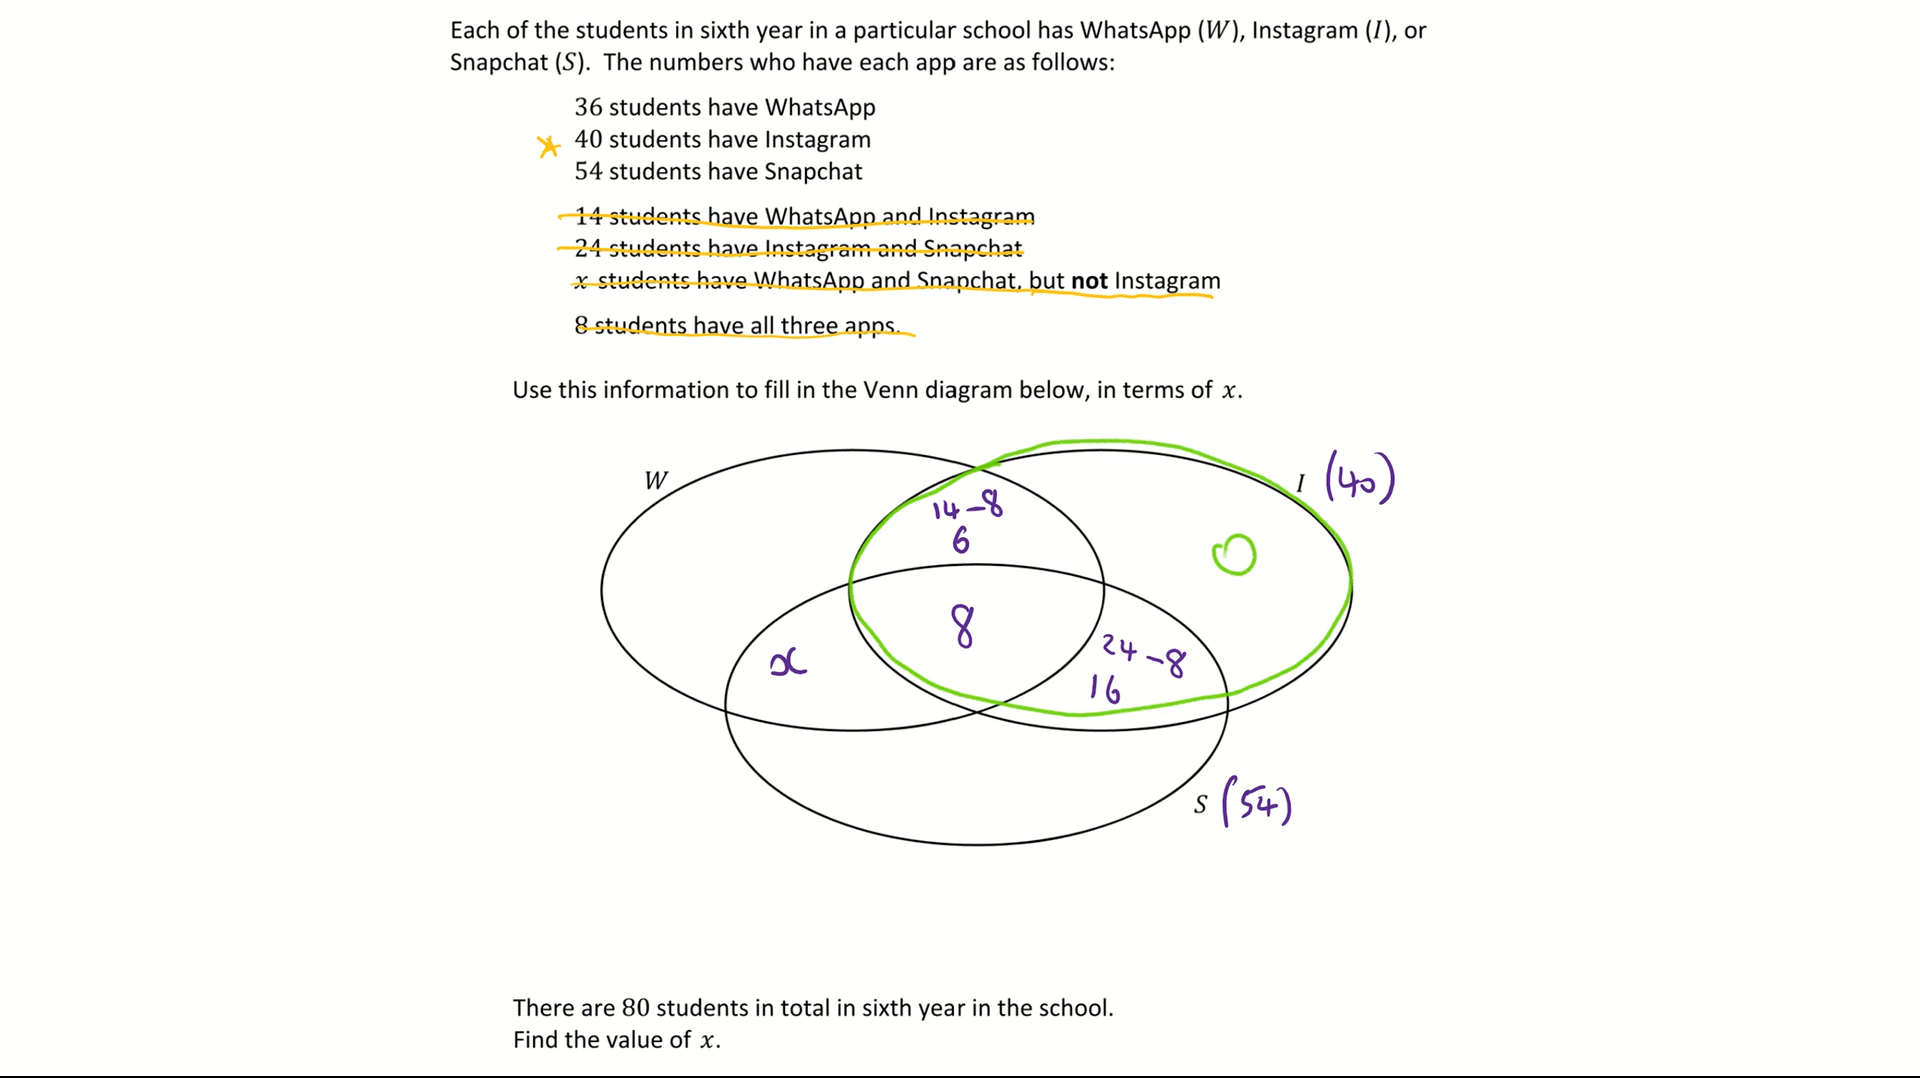 Each of the students in sixth year in a particular school has WhatsApp (W), Instagram (I), or
Snapchat (S). The numbers who have each app are as follows:
36 students have WhatsApp
40 students have Instagram
54 students have Snapchat
14 students have WhatsApp and Instagram
24 students have Instagram and Snapchat
x students have WhatsApp and Snapchat, but not Instagram
8 students have all three apps.
Use this information to fill in the Venn diagram below, in terms of x.
W
I (40)
14-8
6
8
x
24-8
16
S (54)
There are 80 students in total in sixth year in the school.
Find the value of x.